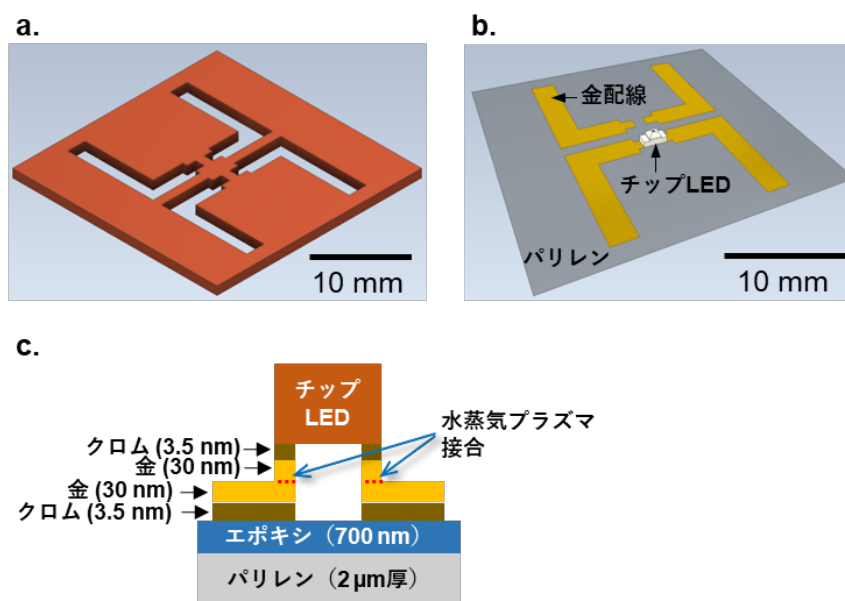 a.
10 mm
b.
金配線
チップLED
パリレン
10 mm
c.
チップ
LED
水蒸気プラズマ
接合
クロム (3.5 nm)
金 (30 nm)
金 (30 nm)
クロム (3.5 nm)
エポキシ（700 nm）
パリレン（2 μm厚）